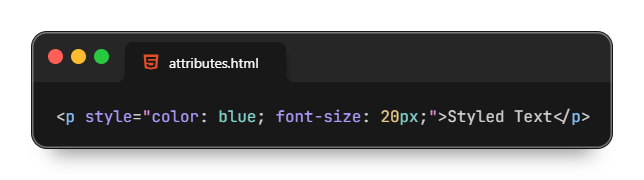 attributes.html
<p style="color: blue; font-size: 20px;">Styled Text</p>